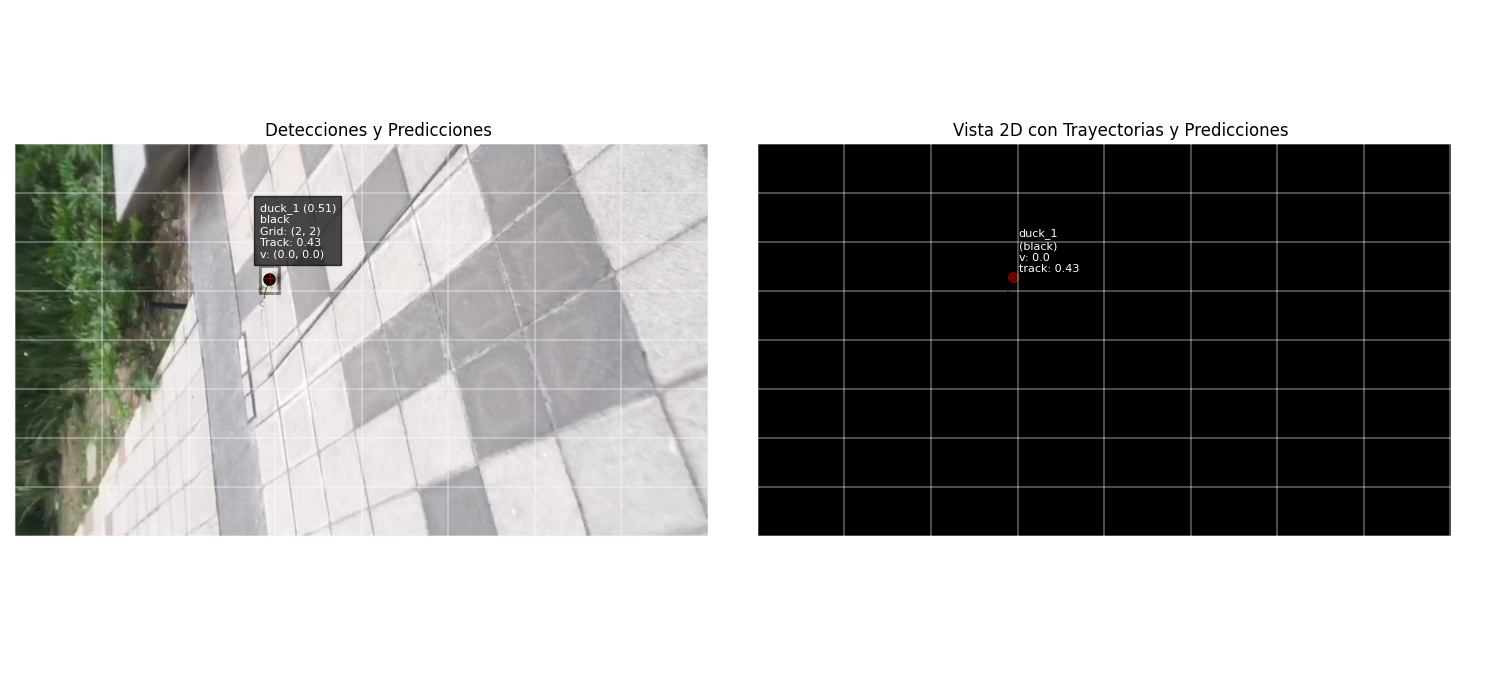 Detecciones y Predicciones
duck_1 (0.51)
black
Grid: (2, 2)
Track: 0.43
v: (0.0, 0.0)
Vista 2D con Trayectorias y Predicciones
duck_1
(black)
v: 0.0
track: 0.43